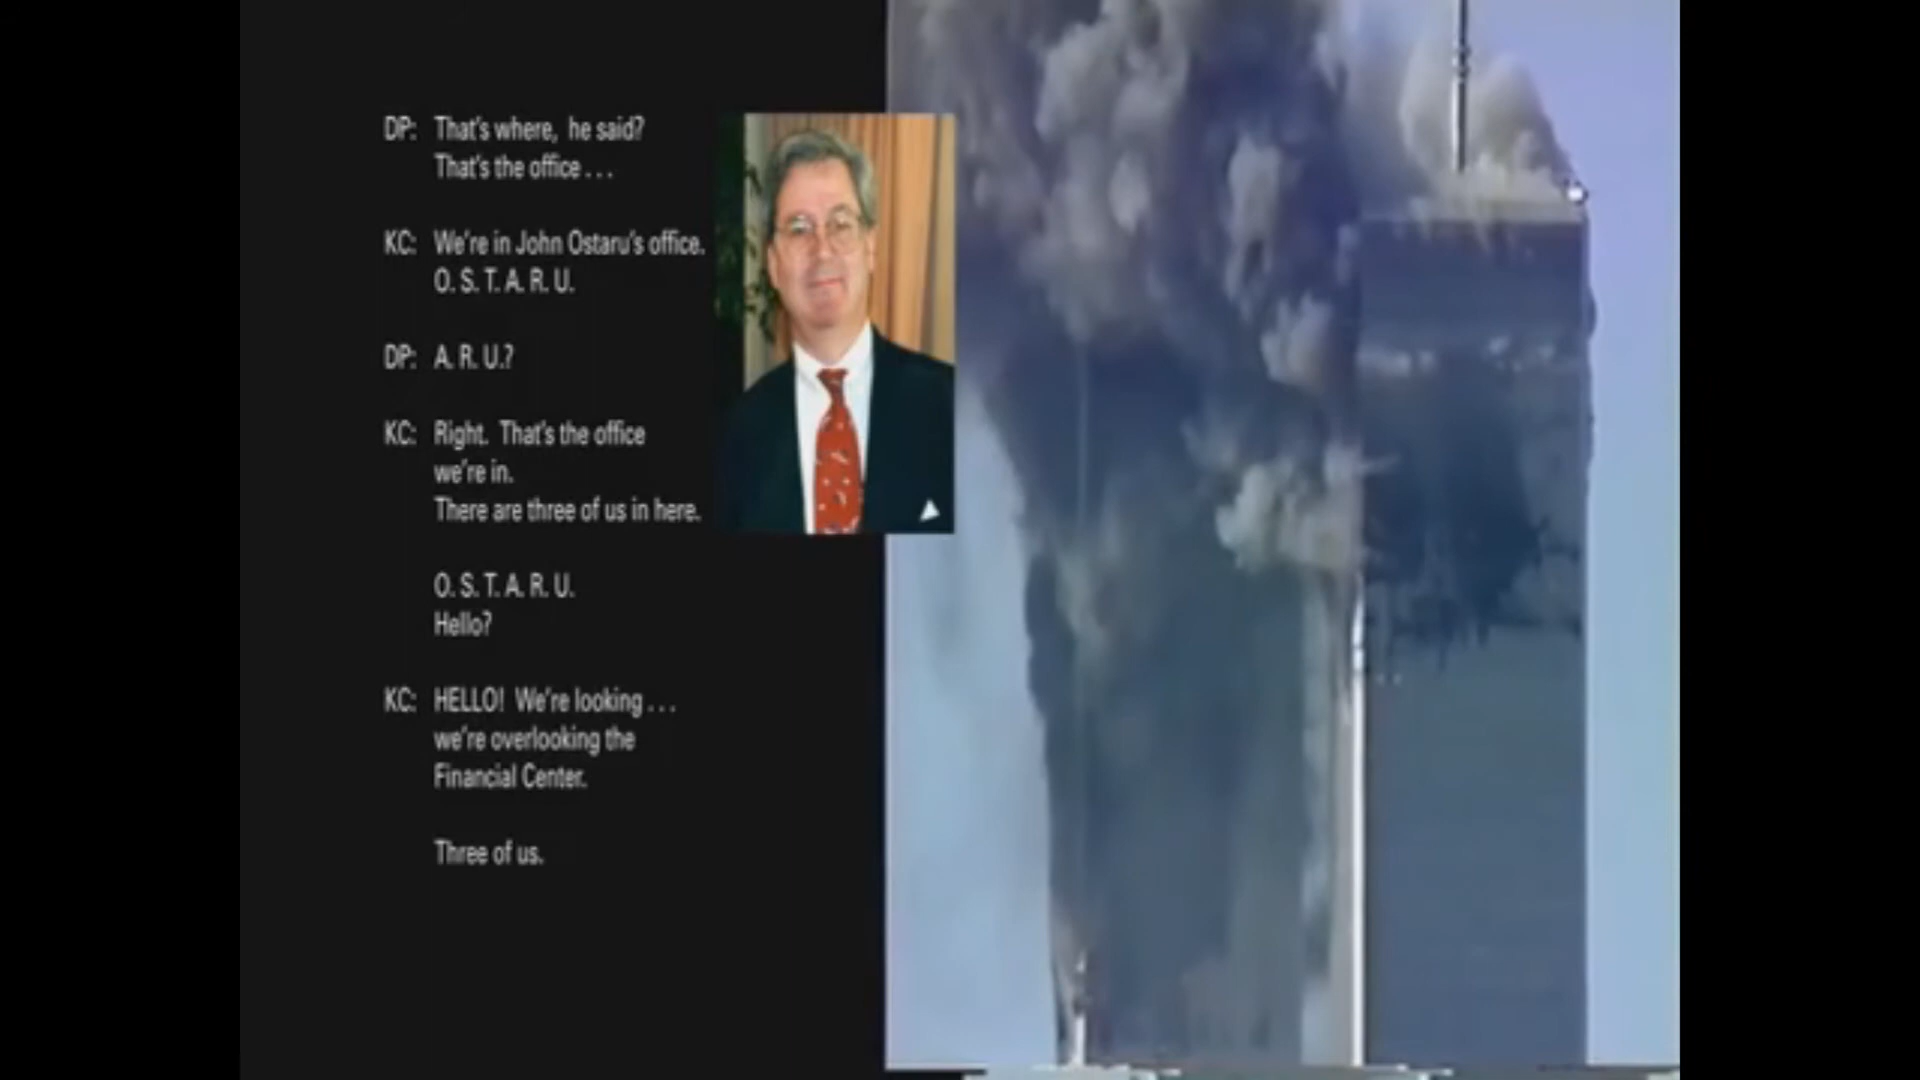 DP: That's where, he said?
That's the office . . .
KC: We're in John Ostaru's office.
O. S. T. A. R. U.
DP: A. R. U.?
KC: Right. That's the office
we're in.
There are three of us in here.
O. S. T. A. R. U.
Hello?
KC: HELLO! We're looking . . .
we're overlooking the
Financial Center.
Three of us.